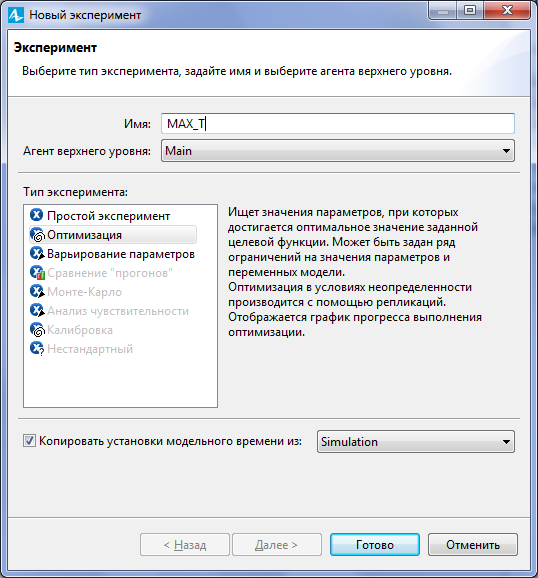 Новый эксперимент
Эксперимент
Выберите тип эксперимента, задайте имя и выберите агента верхнего уровня.
Имя: MAX_T
Агент верхнего уровня: Main
Тип эксперимента:
Простой эксперимент
Оптимизация
Варьирование параметров
Сравнение "прогонов"
Монте-Карло
Анализ чувствительности
Калибровка
Нестандартный
Ищет значения параметров, при которых
достигается оптимальное значение заданной
целевой функции. Может быть задан ряд
ограничений на значения параметров и
переменных модели.
Оптимизация в условиях неопределенности
производится с помощью репликаций.
Отображается график прогресса выполнения
оптимизации.
Копировать установки модельного времени из: Simulation
< Назад Далее > Готово Отменить